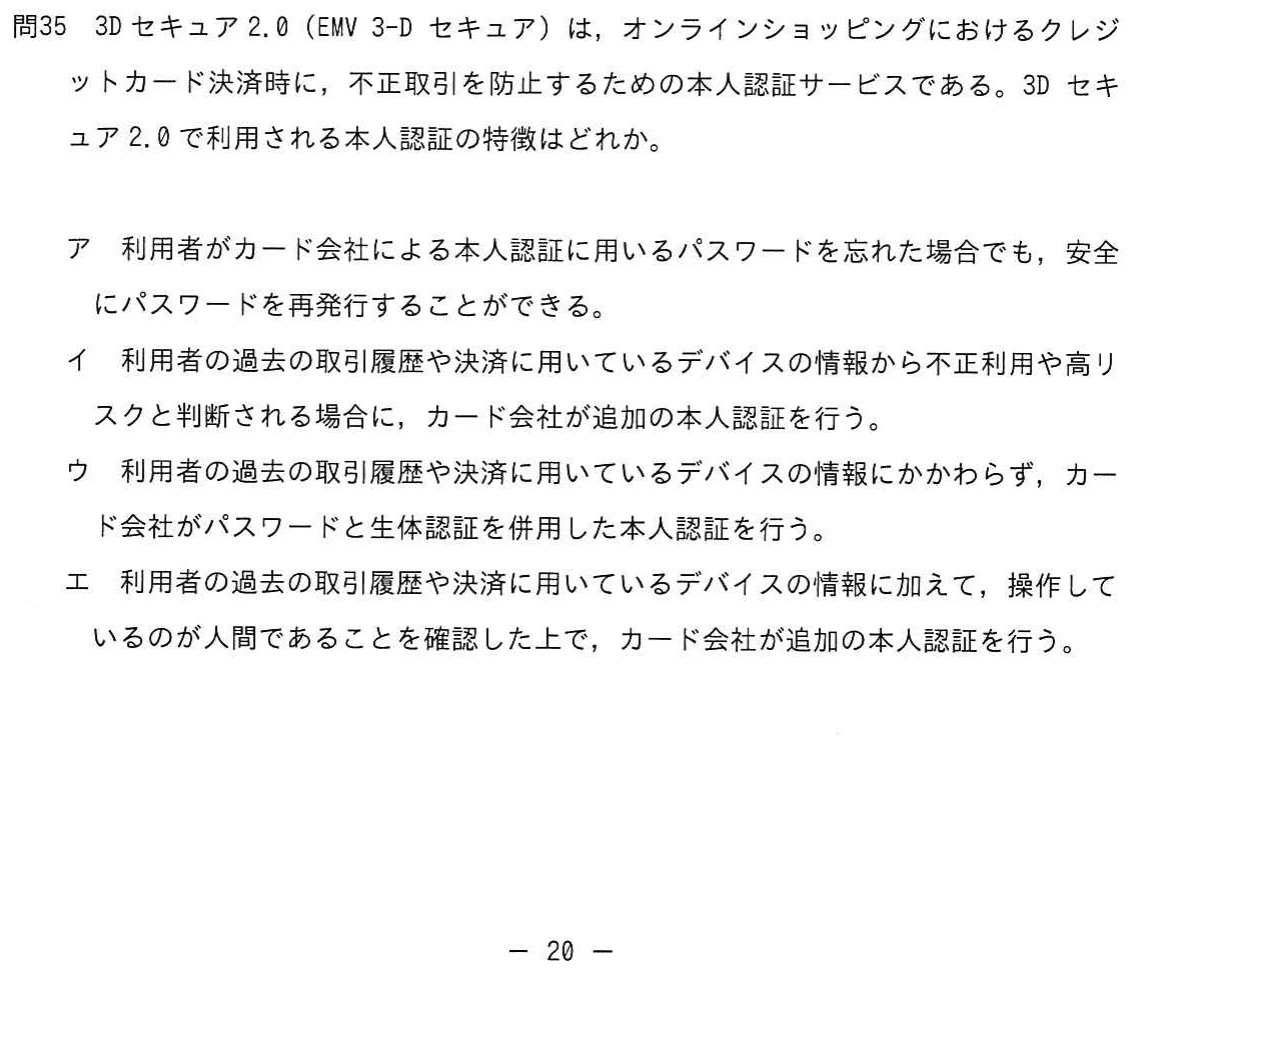 問35 3Dセキュア2.0（EMV 3-D セキュア）は，オンラインショッピングにおけるクレジ
ットカード決済時に，不正取引を防止するための本人認証サービスである。3D セキ
ュア2.0で利用される本人認証の特徴はどれか。
ア 利用者がカード会社による本人認証に用いるパスワードを忘れた場合でも，安全
にパスワードを再発行することができる。
イ 利用者の過去の取引履歴や決済に用いているデバイスの情報から不正利用や高リ
スクと判断される場合に，カード会社が追加の本人認証を行う。
ウ 利用者の過去の取引履歴や決済に用いているデバイスの情報にかかわらず，カー
ド会社がパスワードと生体認証を併用した本人認証を行う。
エ 利用者の過去の取引履歴や決済に用いているデバイスの情報に加えて，操作して
いるのが人間であることを確認した上で，カード会社が追加の本人認証を行う。
― 20 ―